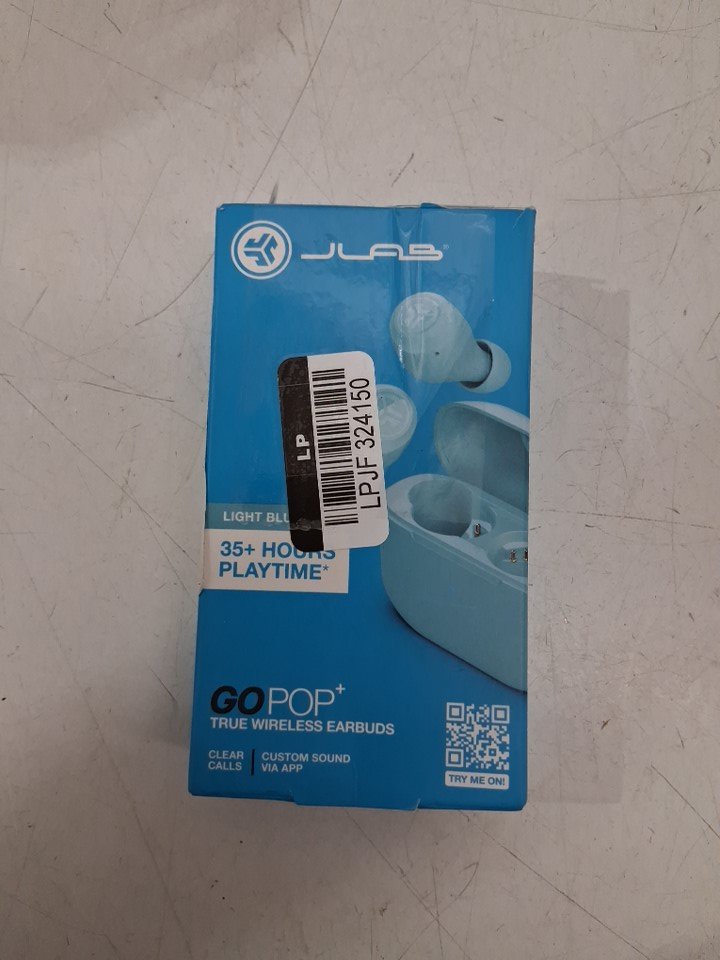 JLAB®
LP
LPJF 324150
LIGHT BLU
35+ HOURS
PLAYTIME*
GO POP+
TRUE WIRELESS EARBUDS
CLEAR
CALLS
CUSTOM SOUND
VIA APP
TRY ME ON!